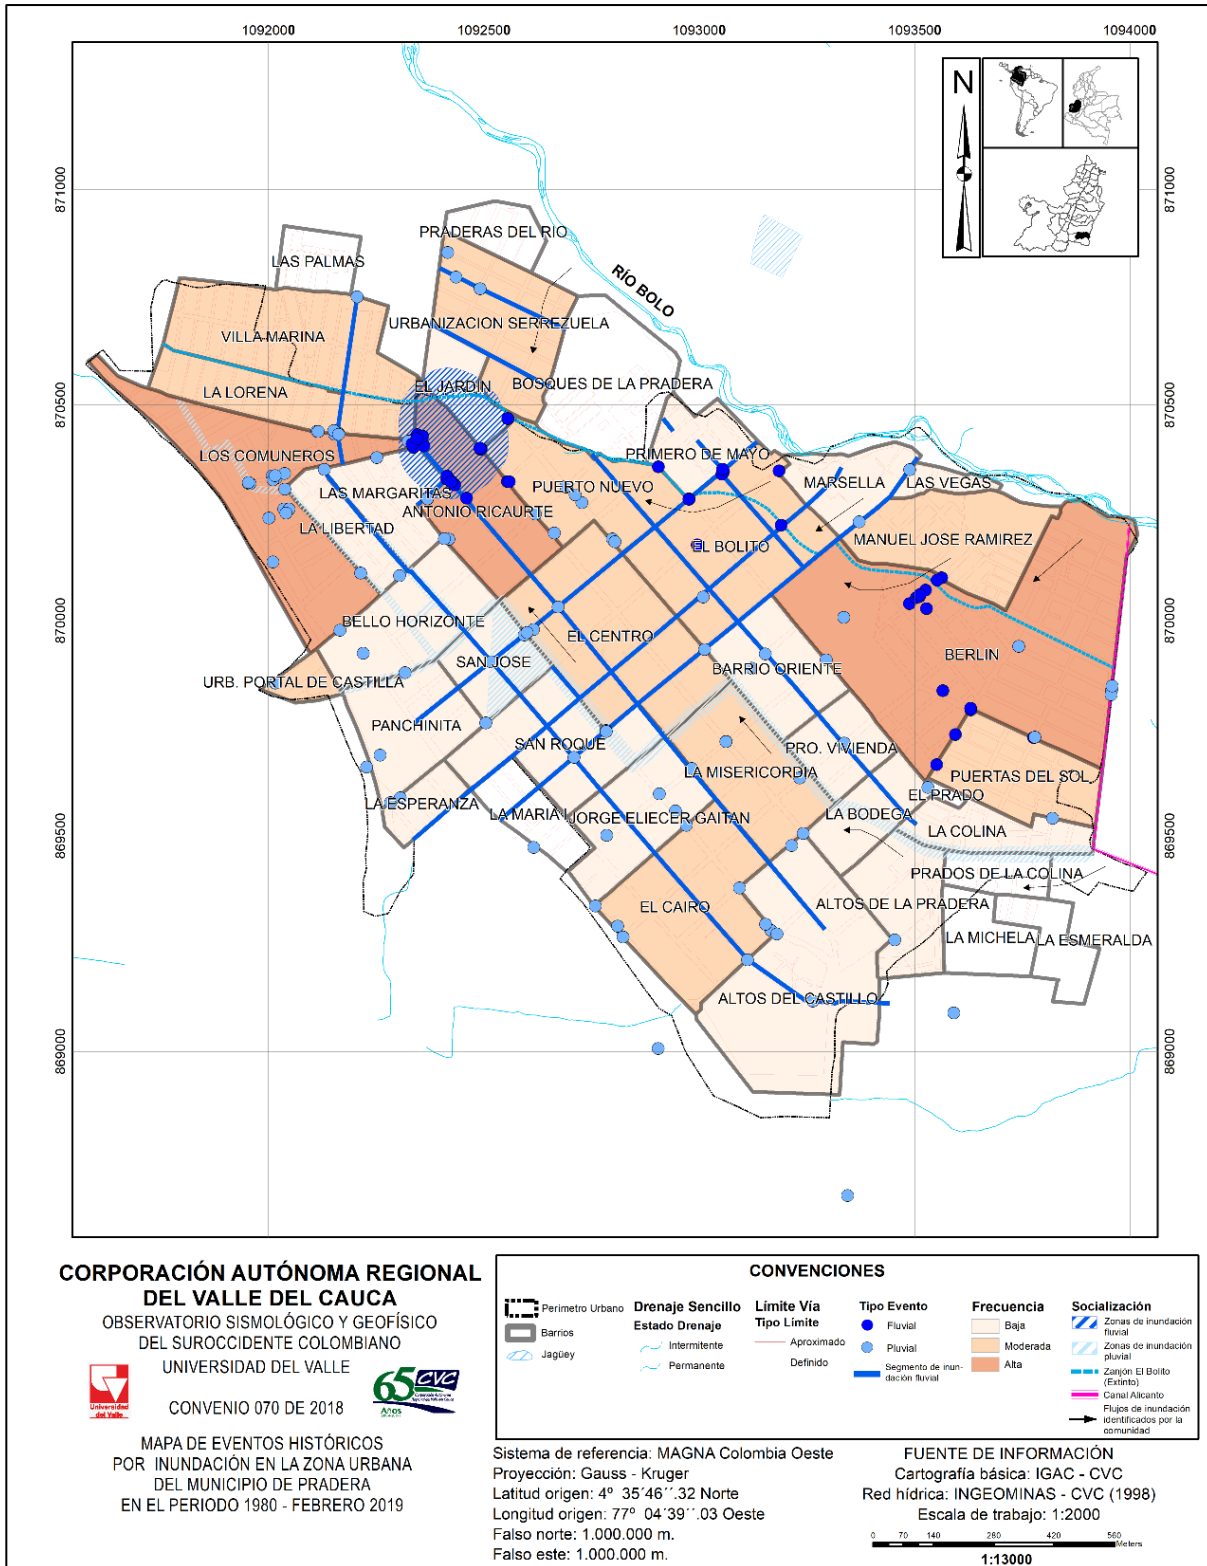 1092000 1092500 1093000 1093500 1094000
871000 871000
870500 870500
870000 870000
869500 869500
869000 869000
N
PRADERAS DEL RIO
LAS PALMAS
RÍO BOLO
URBANIZACION SERREZUELA
VILLA MARINA
EL JARDIN
BOSQUES DE LA PRADERA
LA LORENA
LOS COMUNEROS
PRIMERO DE MAYO
LAS MARGARITAS
PUERTO NUEVO
MARSELLA
LAS VEGAS
ANTONIO RICAURTE
LA LIBERTAD
EL BOLITO
MANUEL JOSE RAMIREZ
BELLO HORIZONTE
EL CENTRO
BERLIN
SAN JOSE
BARRIO ORIENTE
URB. PORTAL DE CASTILLA
PANCHINITA
SAN ROQUE
PRO. VIVIENDA
LA MISERICORDIA
PUERTAS DEL SOL
EL PRADO
LA ESPERANZA
LA MARIA I
JORGE ELIECER GAITAN
LA BODEGA
LA COLINA
PRADOS DE LA COLINA
EL CAIRO
ALTOS DE LA PRADERA
LA MICHELA
LA ESMERALDA
ALTOS DEL CASTILLO
CORPORACIÓN AUTÓNOMA REGIONAL
DEL VALLE DEL CAUCA
OBSERVATORIO SISMOLÓGICO Y GEOFÍSICO
DEL SUROCCIDENTE COLOMBIANO
UNIVERSIDAD DEL VALLE
Universidad
del Valle
65 CVC
Años
CONVENIO 070 DE 2018
MAPA DE EVENTOS HISTÓRICOS
POR INUNDACIÓN EN LA ZONA URBANA
DEL MUNICIPIO DE PRADERA
EN EL PERIODO 1980 - FEBRERO 2019
CONVENCIONES
Perimetro Urbano
Barrios
Jagüey
Drenaje Sencillo
Estado Drenaje
Intermitente
Permanente
Límite Vía
Tipo Límite
Aproximado
Definido
Tipo Evento
Fluvial
Pluvial
Segmento de inun-
dación fluvial
Frecuencia
Baja
Moderada
Alta
Socialización
Zonas de inundación
fluvial
Zonas de inundación
pluvial
Zanjón El Bolito
(Extinto)
Canal Alicanto
Flujos de inundación
identificados por la
comunidad
Sistema de referencia: MAGNA Colombia Oeste
Proyección: Gauss - Kruger
Latitud origen: 4º 35´46´´.32 Norte
Longitud origen: 77º 04´39´´.03 Oeste
Falso norte: 1.000.000 m.
Falso este: 1.000.000 m.
FUENTE DE INFORMACIÓN
Cartografía básica: IGAC - CVC
Red hídrica: INGEOMINAS - CVC (1998)
Escala de trabajo: 1:2000
0 70 140 280 420 560
Meters
1:13000